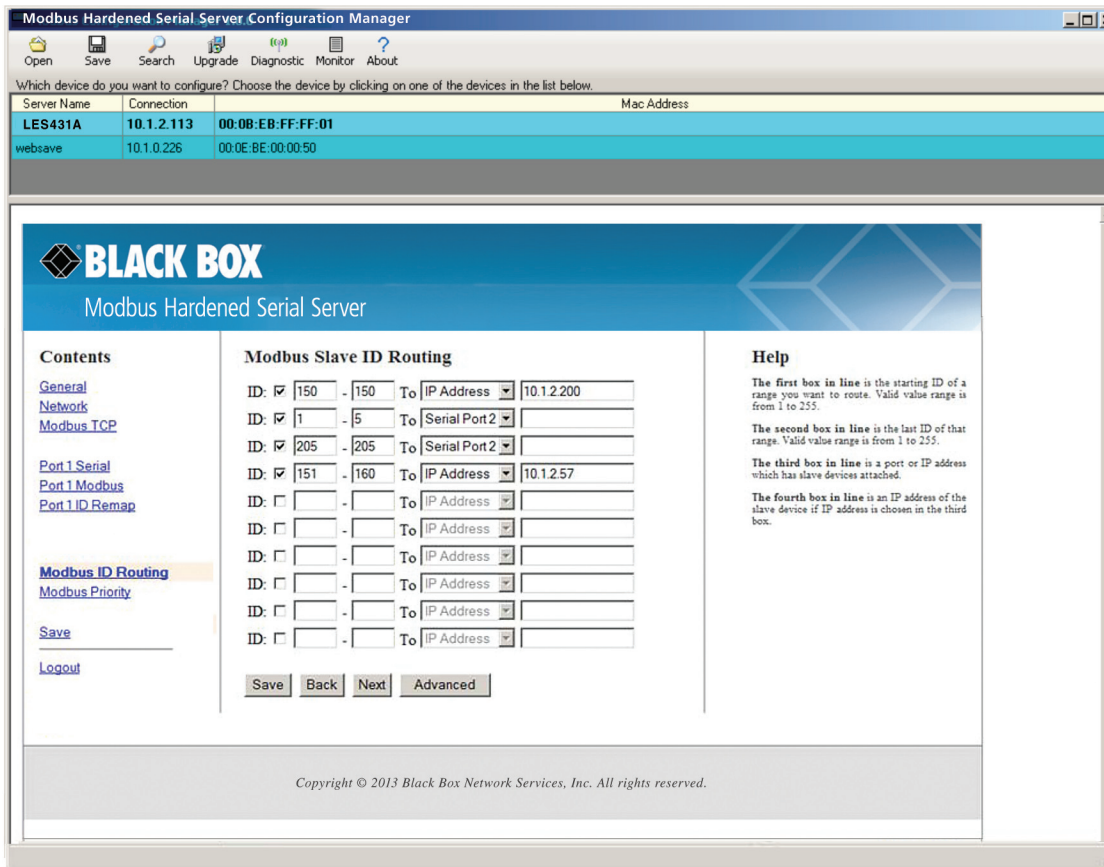 Modbus Hardened Serial Server Configuration Manager
Open Save Search Upgrade Diagnostic Monitor About
Which device do you want to configure? Choose the device by clicking on one of the devices in the list below.
Server Name Connection Mac Address
LES431A 10.1.2.113 00:0B:EB:FF:FF:01
websave 10.1.0.226 00:0E:BE:00:00:50
BLACK BOX
Modbus Hardened Serial Server
Contents
General
Network
Modbus TCP
Port 1 Serial
Port 1 Modbus
Port 1 ID Remap
Modbus ID Routing
Modbus Priority
Save
Logout
Modbus Slave ID Routing
ID: 150 - 150 To IP Address 10.1.2.200
ID: 1 - 5 To Serial Port 2
ID: 205 - 205 To Serial Port 2
ID: 151 - 160 To IP Address 10.1.2.57
ID: - To IP Address
ID: - To IP Address
ID: - To IP Address
ID: - To IP Address
ID: - To IP Address
ID: - To IP Address
Save Back Next Advanced
Help
The first box in line is the starting ID of a
range you want to route. Valid value range is
from 1 to 255.
The second box in line is the last ID of that
range. Valid value range is from 1 to 255.
The third box in line is a port or IP address
which has slave devices attached.
The fourth box in line is an IP address of the
slave device if IP address is chosen in the third
box.
Copyright © 2013 Black Box Network Services, Inc. All rights reserved.